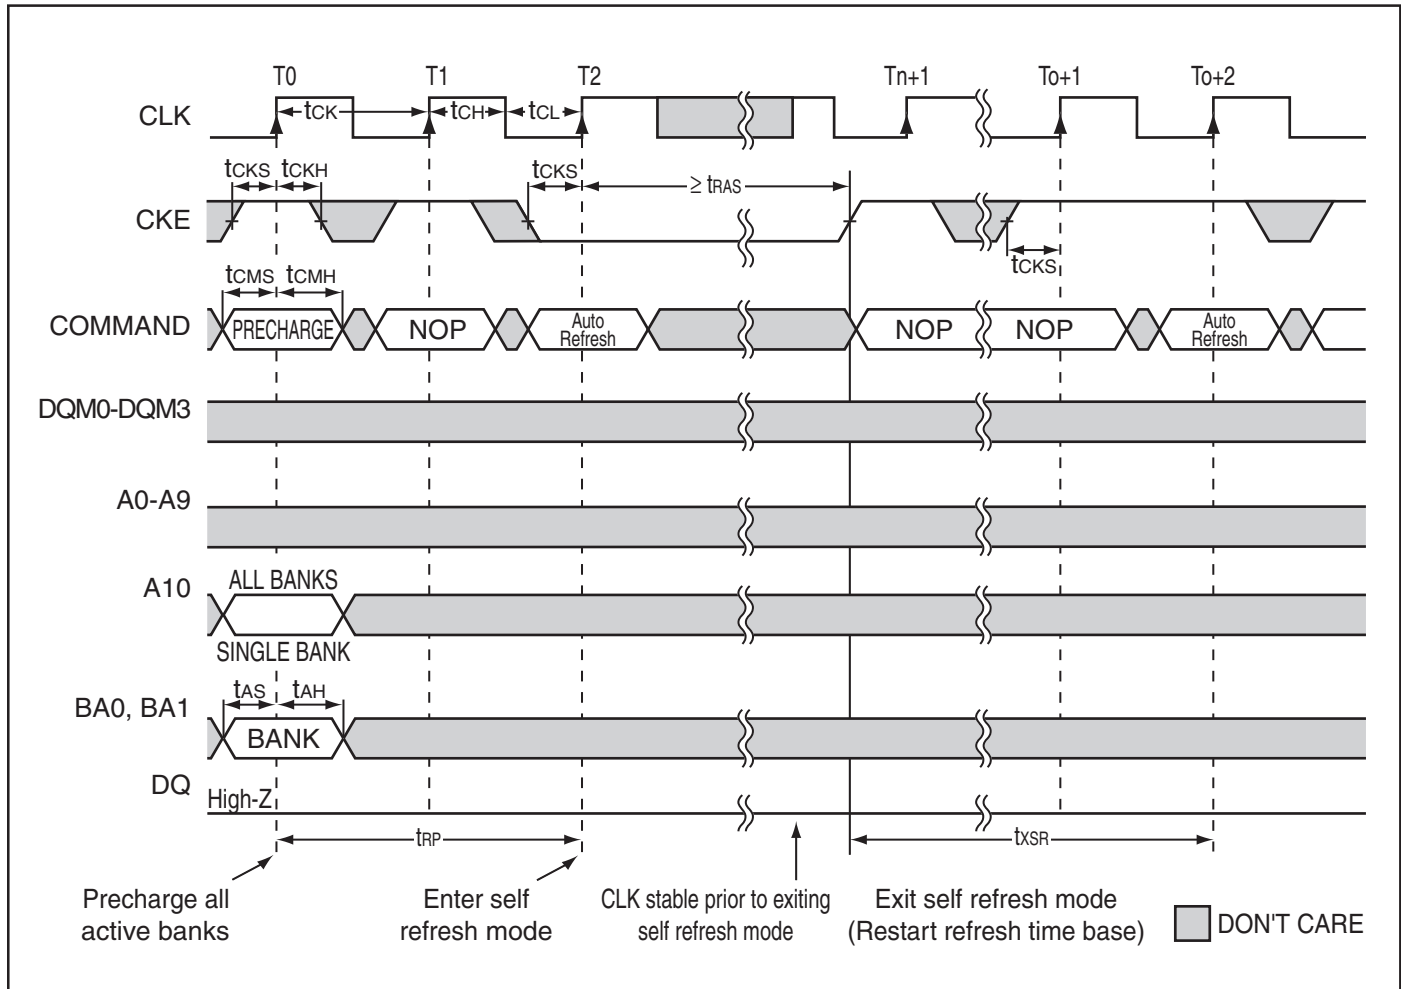 T0 T1 T2 Tn+1 To+1 To+2
CLK tCK tCH tCL
tCKS tCKH tCKS ≥ tRAS
CKE
tCKS
tCMS tCMH
COMMAND PRECHARGE NOP Auto Refresh NOP NOP Auto Refresh
DQM0-DQM3
A0-A9
A10 ALL BANKS
SINGLE BANK
tAS tAH
BA0, BA1 BANK
DQ
High-Z
tRP tXSR
Precharge all
active banks
Enter self
refresh mode
CLK stable prior to exiting
self refresh mode
Exit self refresh mode
(Restart refresh time base)
DON'T CARE